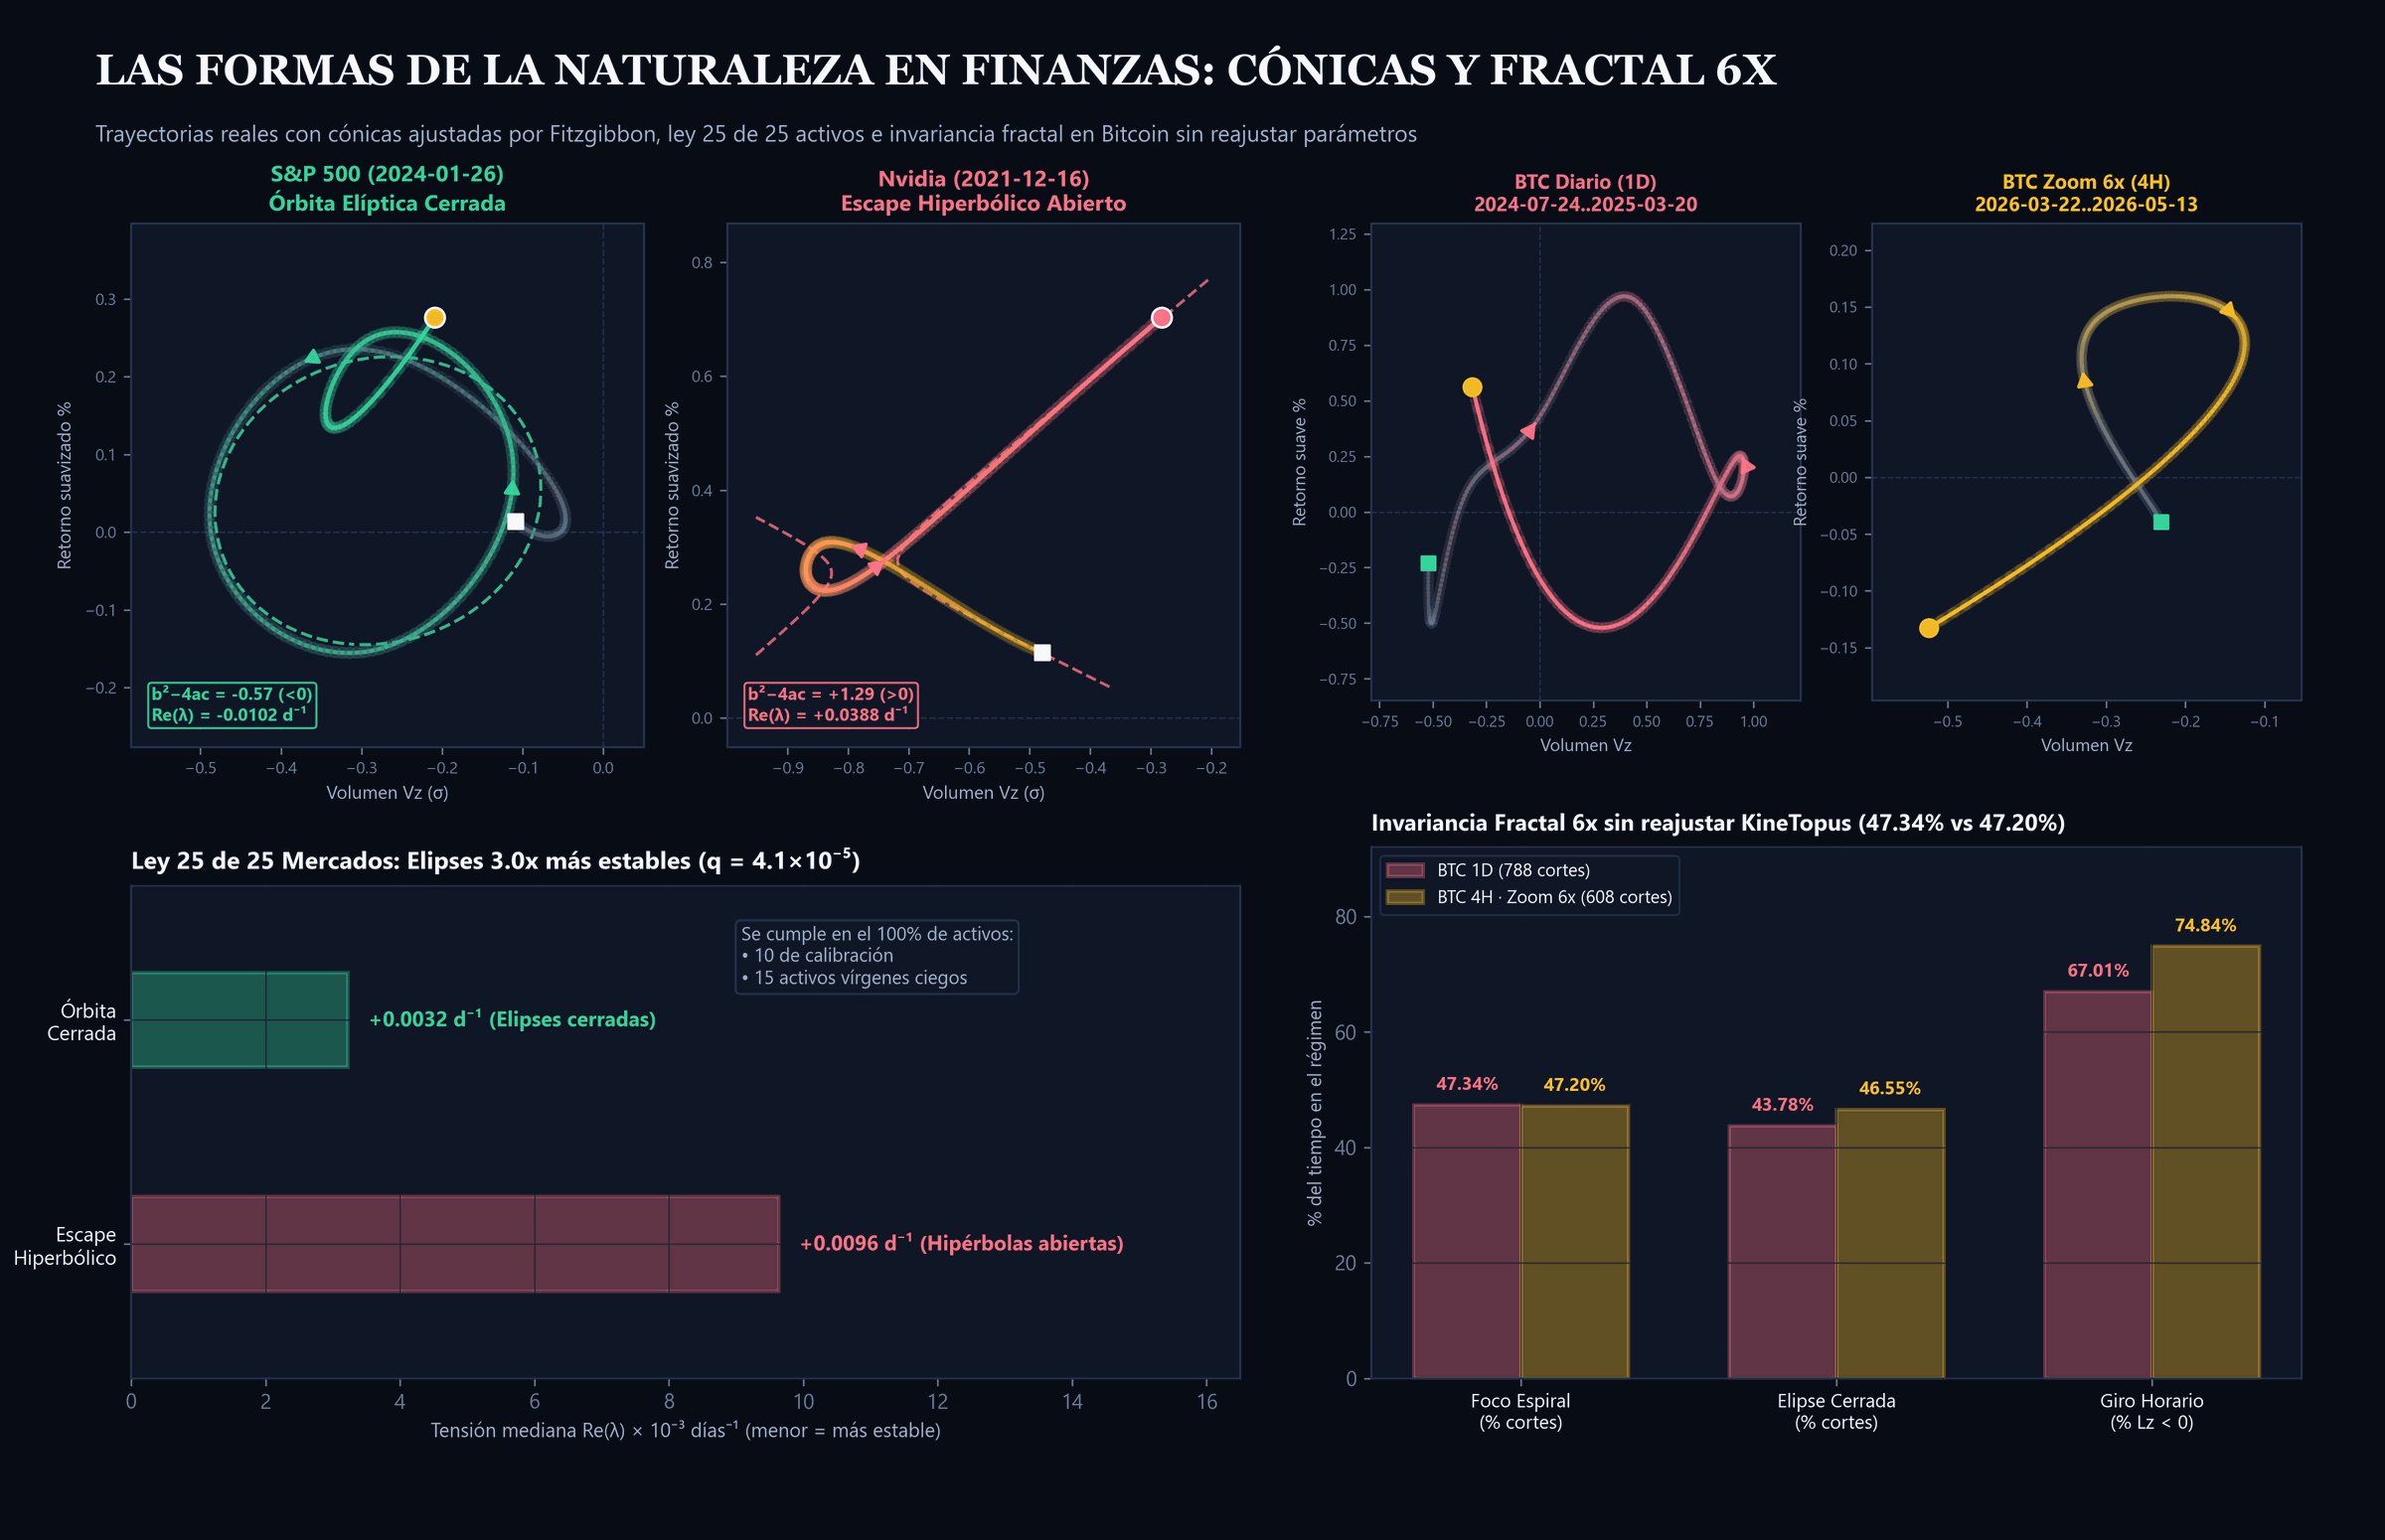 LAS FORMAS DE LA NATURALEZA EN FINANZAS: CÓNICAS Y FRACTAL 6X
Trayectorias reales con cónicas ajustadas por Fitzgibbon, ley 25 de 25 activos e invariancia fractal en Bitcoin sin reajustar parámetros
S&P 500 (2024-01-26)
Órbita Elíptica Cerrada
Retorno suavizado %
0.3
0.2
0.1
0.0
−0.1
−0.2
b²−4ac = -0.57 (<0)
Re(λ) = -0.0102 d⁻¹
−0.5 −0.4 −0.3 −0.2 −0.1 0.0
Volumen Vz (σ)
Nvidia (2021-12-16)
Escape Hiperbólico Abierto
Retorno suavizado %
0.8
0.6
0.4
0.2
0.0
b²−4ac = +1.29 (>0)
Re(λ) = +0.0388 d⁻¹
−0.9 −0.8 −0.7 −0.6 −0.5 −0.4 −0.3 −0.2
Volumen Vz (σ)
BTC Diario (1D)
2024-07-24..2025-03-20
Retorno suave %
1.25
1.00
0.75
0.50
0.25
0.00
−0.25
−0.50
−0.75
−0.75 −0.50 −0.25 0.00 0.25 0.50 0.75 1.00
Volumen Vz
BTC Zoom 6x (4H)
2026-03-22..2026-05-13
Retorno suave %
0.20
0.15
0.10
0.05
0.00
−0.05
−0.10
−0.15
−0.5 −0.4 −0.3 −0.2 −0.1
Volumen Vz
Ley 25 de 25 Mercados: Elipses 3.0x más estables (q = 4.1×10⁻⁵)
Se cumple en el 100% de activos:
• 10 de calibración
• 15 activos vírgenes ciegos
Órbita
Cerrada
+0.0032 d⁻¹ (Elipses cerradas)
Escape
Hiperbólico
+0.0096 d⁻¹ (Hipérbolas abiertas)
0 2 4 6 8 10 12 14 16
Tensión mediana Re(λ) × 10⁻³ días⁻¹ (menor = más estable)
Invariancia Fractal 6x sin reajustar KineTopus (47.34% vs 47.20%)
BTC 1D (788 cortes)
BTC 4H · Zoom 6x (608 cortes)
% del tiempo en el régimen
80
60
40
20
0
47.34% 47.20%
43.78% 46.55%
67.01% 74.84%
Foco Espiral
(% cortes)
Elipse Cerrada
(% cortes)
Giro Horario
(% Lz < 0)